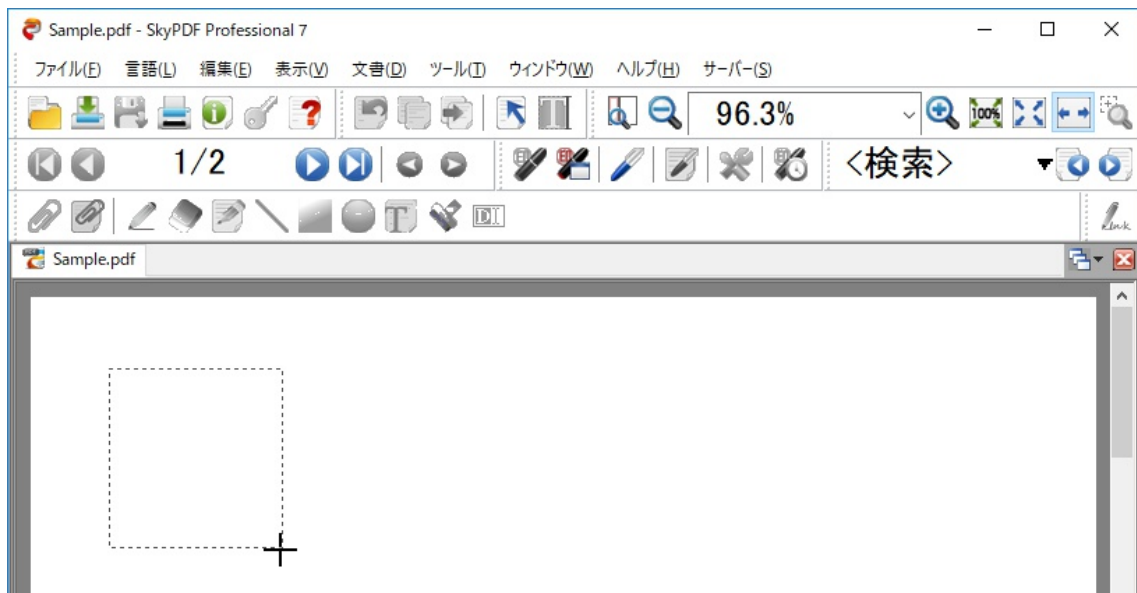 Sample.pdf - SkyPDF Professional 7
ファイル(F) 言語(L) 編集(E) 表示(V) 文書(D) ツール(T) ウィンドウ(W) ヘルプ(H) サーバー(S)
96.3% 100%
1/2 <検索>
T D Link
Sample.pdf